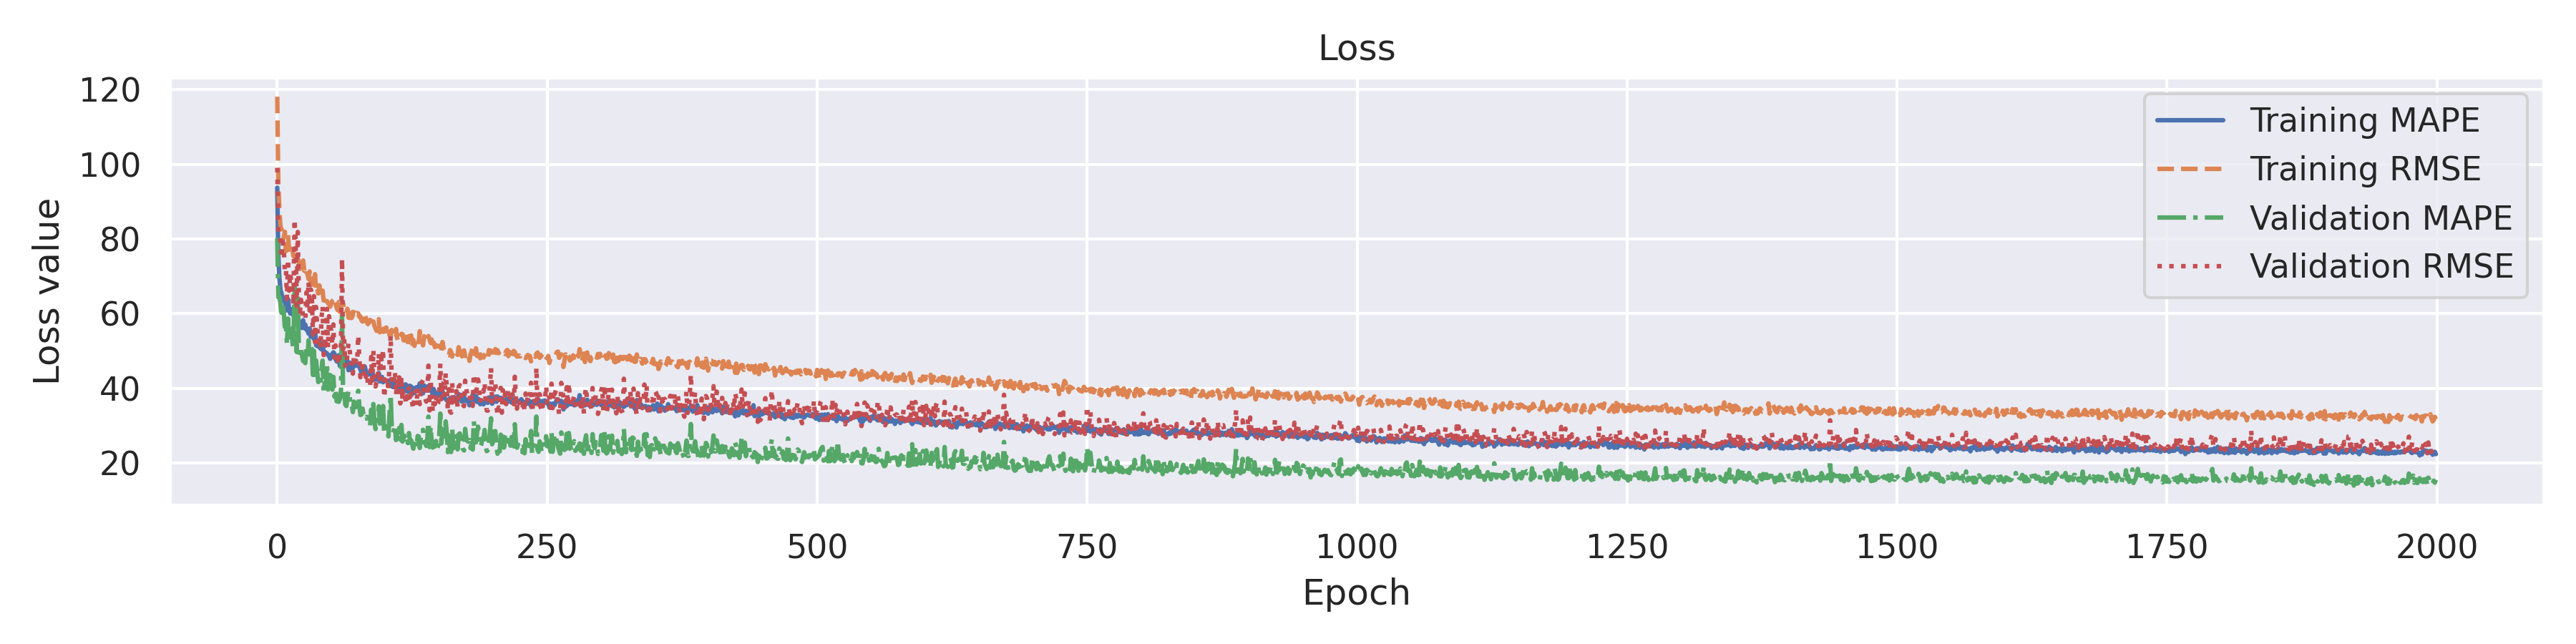 Loss
120
100
80
60
40
20
Loss value
Training MAPE
Training RMSE
Validation MAPE
Validation RMSE
0 250 500 750 1000 1250 1500 1750 2000
Epoch